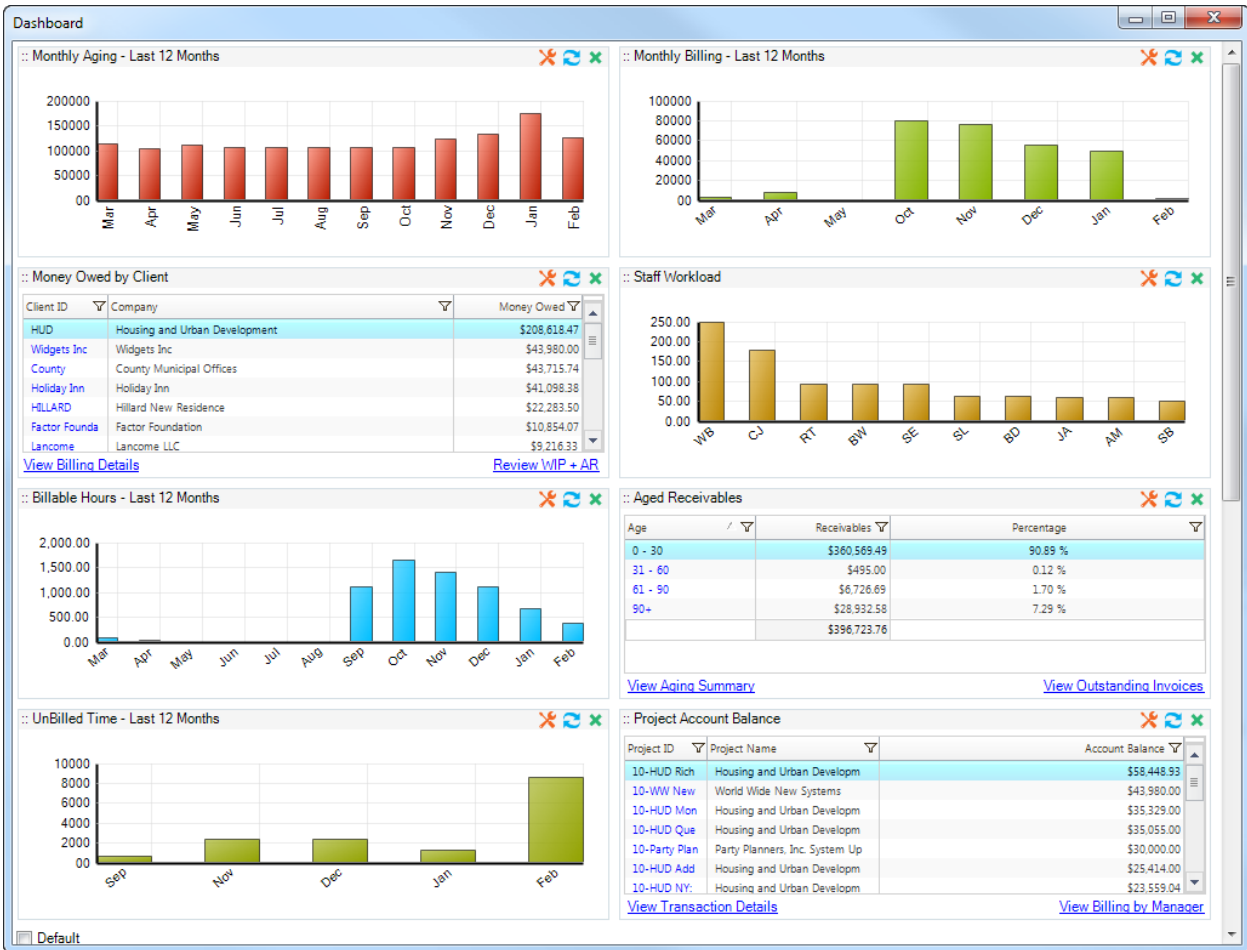 Dashboard
:: Monthly Aging - Last 12 Months
200000
150000
100000
50000
00
Mar Apr May Jun Jul Aug Sep Oct Nov Dec Jan Feb
:: Monthly Billing - Last 12 Months
100000
80000
60000
40000
20000
00
Mar Apr May Oct Nov Dec Jan Feb
:: Money Owed by Client
Client ID Company Money Owed
HUD Housing and Urban Development $208,618.47
Widgets Inc Widgets Inc $43,980.00
County County Municipal Offices $43,715.74
Holiday Inn Holiday Inn $41,098.38
HILLARD Hillard New Residence $22,283.50
Factor Founda Factor Foundation $10,854.07
Lancome Lancome LLC $9,216.33
View Billing Details Review WIP + AR
:: Staff Workload
250.00
200.00
150.00
100.00
50.00
0.00
WB CJ RT BW SE SL BD JA AM SB
:: Billable Hours - Last 12 Months
2,000.00
1,500.00
1,000.00
500.00
0.00
Mar Apr May Jun Jul Aug Sep Oct Nov Dec Jan Feb
:: Aged Receivables
Age Receivables Percentage
0 - 30 $360,569.49 90.89 %
31 - 60 $495.00 0.12 %
61 - 90 $6,726.69 1.70 %
90+ $28,932.58 7.29 %
$396,723.76
View Aging Summary View Outstanding Invoices
:: UnBilled Time - Last 12 Months
10000
8000
6000
4000
2000
00
Sep Nov Dec Jan Feb
:: Project Account Balance
Project ID Project Name Account Balance
10-HUD Rich Housing and Urban Developm $58,448.93
10-WW New World Wide New Systems $43,980.00
10-HUD Mon Housing and Urban Developm $35,329.00
10-HUD Que Housing and Urban Developm $35,055.00
10-Party Plan Party Planners, Inc. System Up $30,000.00
10-HUD Add Housing and Urban Developm $25,414.00
10-HUD NY: Housing and Urban Developm $23,559.04
View Transaction Details View Billing by Manager
Default